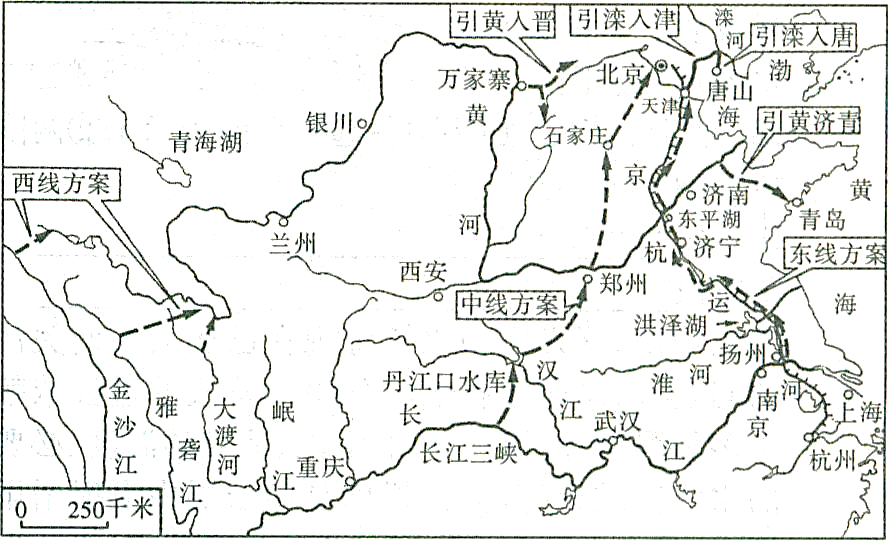 引黄入晋
引滦入津
滦河
引滦入唐
渤海
北京
天津
唐山
万家寨
黄河
银川
石家庄
引黄济青
青海湖
西线方案
京杭运河
济南
黄海
东平湖
青岛
兰州
济宁
东线方案
西安
郑州
中线方案
洪泽湖
扬州
丹江口水库
汉江
淮河
金沙江
雅砻江
大渡河
岷江
长江
南京
上海
武汉
重庆
长江三峡
杭州
0 250千米